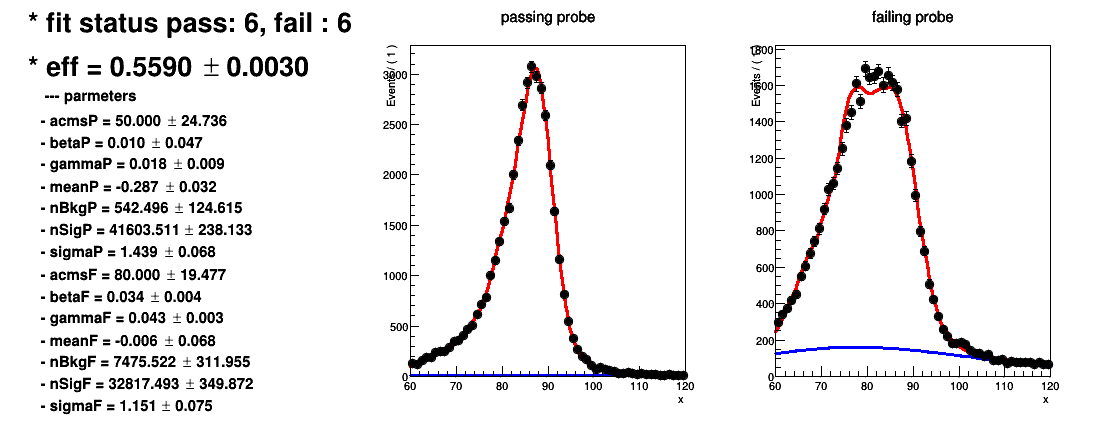 * fit status pass: 6, fail : 6
* eff = 0.5590 ± 0.0030
--- parmeters
- acmsP = 50.000 ± 24.736
- betaP = 0.010 ± 0.047
- gammaP = 0.018 ± 0.009
- meanP = -0.287 ± 0.032
- nBkgP = 542.496 ± 124.615
- nSigP = 41603.511 ± 238.133
- sigmaP = 1.439 ± 0.068
- acmsF = 80.000 ± 19.477
- betaF = 0.034 ± 0.004
- gammaF = 0.043 ± 0.003
- meanF = -0.006 ± 0.068
- nBkgF = 7475.522 ± 311.955
- nSigF = 32817.493 ± 349.872
- sigmaF = 1.151 ± 0.075
passing probe
Events / ( 1 )
3000
2500
2000
1500
1000
500
0
60 70 80 90 100 110 120
x
failing probe
Events / ( 1 )
1800
1600
1400
1200
1000
800
600
400
200
0
60 70 80 90 100 110 120
x